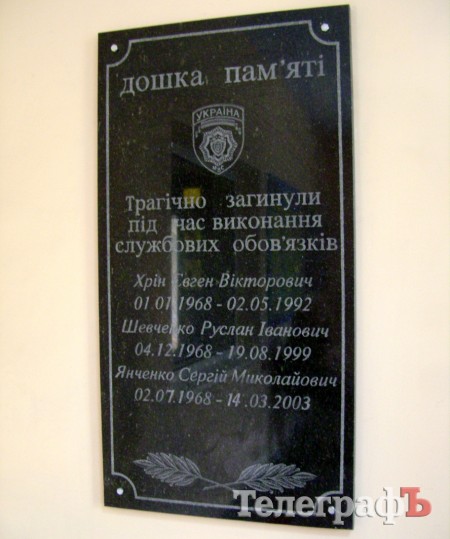 дошка пам'яті
УКРАЇНА
Трагічно загинули
під час виконання
службових обов'язків
Хрін Євген Вікторович
01.01.1968 - 02.05.1992
Шевченко Руслан Іванович
04.12.1968 - 19.08.1999
Янченко Сергій Миколайович
02.07.1968 - 14.03.2003
ТелеграфЪ